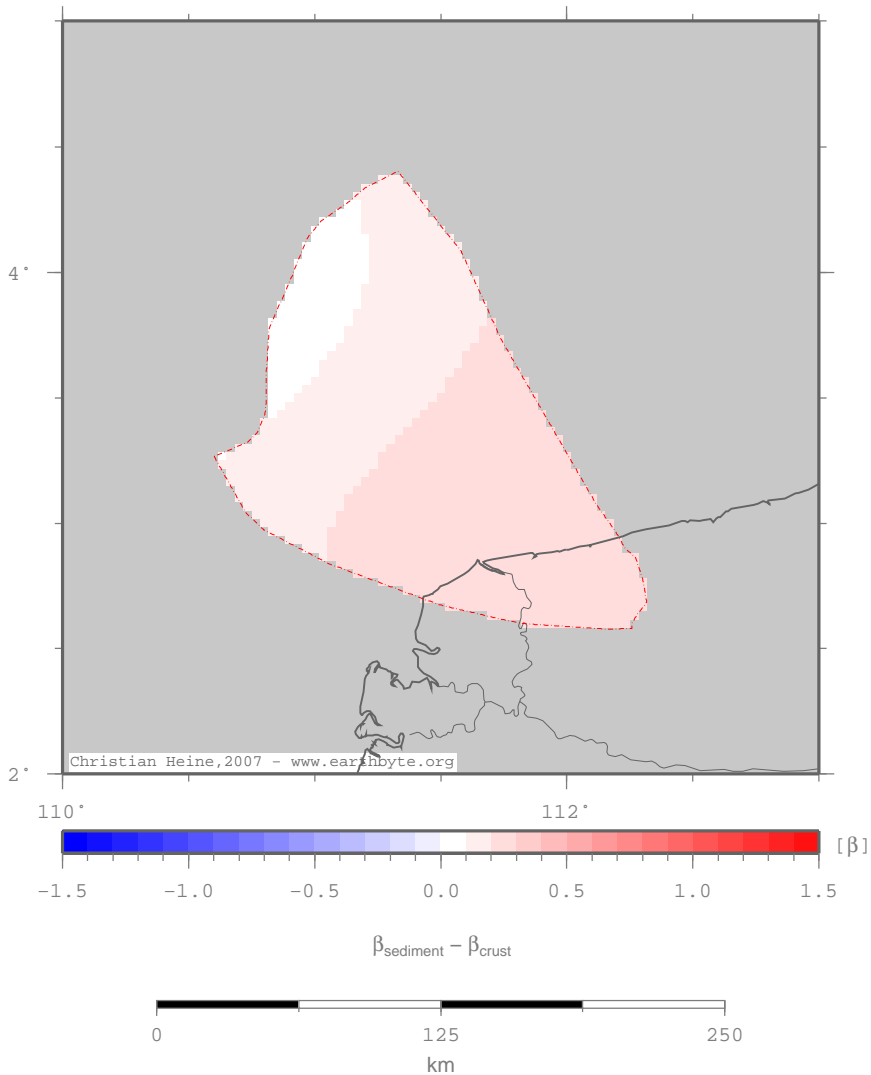 4°
2°
Christian Heine,2007 - www.earthbyte.org
110° 112°
[β]
-1.5 -1.0 -0.5 0.0 0.5 1.0 1.5
βsediment − βcrust
0 125 250
km